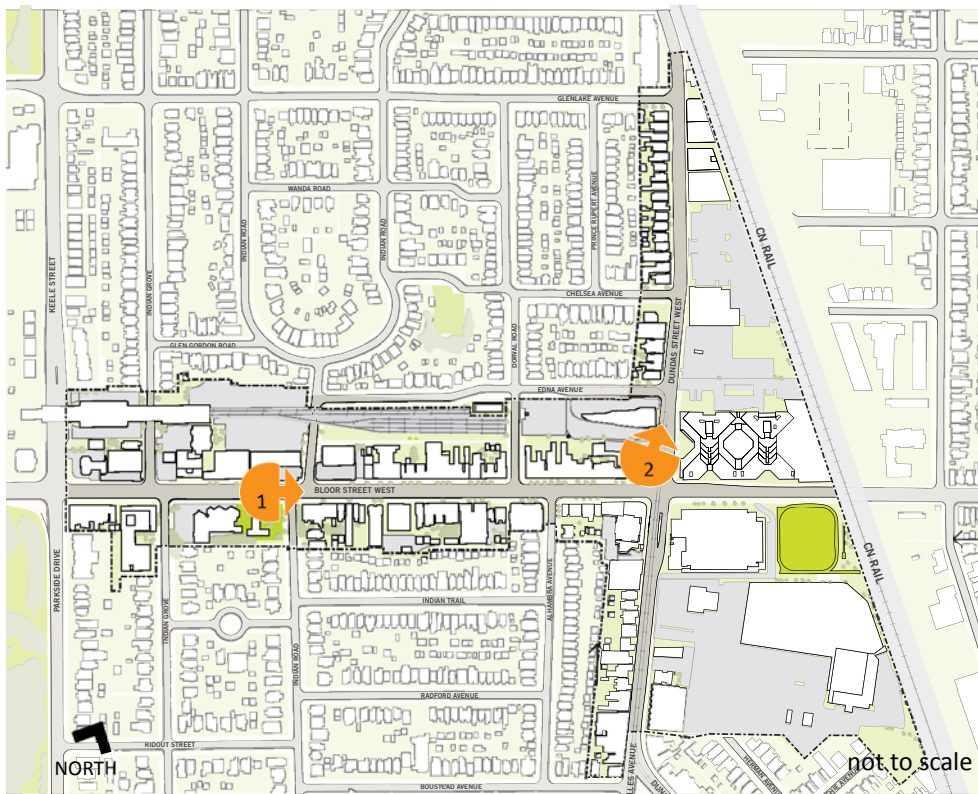 GLENLAKE AVENUE
WANDA ROAD
PRINCE RUPERT AVENUE
INDIAN ROAD
INDIAN ROAD
CN. RAIL
KEELE STREET
INDIAN GROVE
CHELSEA AVENUE
DUNDAS STREET WEST
DORVAL ROAD
GLEN GORDON ROAD
EDNA AVENUE
2
1
BLOOR STREET WEST
CN.RAIL
PARKSIDE DRIVE
INDIAN GROVE
ALHAMBRA AVENUE
INDIAN TRAIL
INDIAN ROAD
RADFORD AVENUE
RIDOUT STREET
NORTH
not to scale
HERMAN AVENUE
BOUSTEAD AVENUE